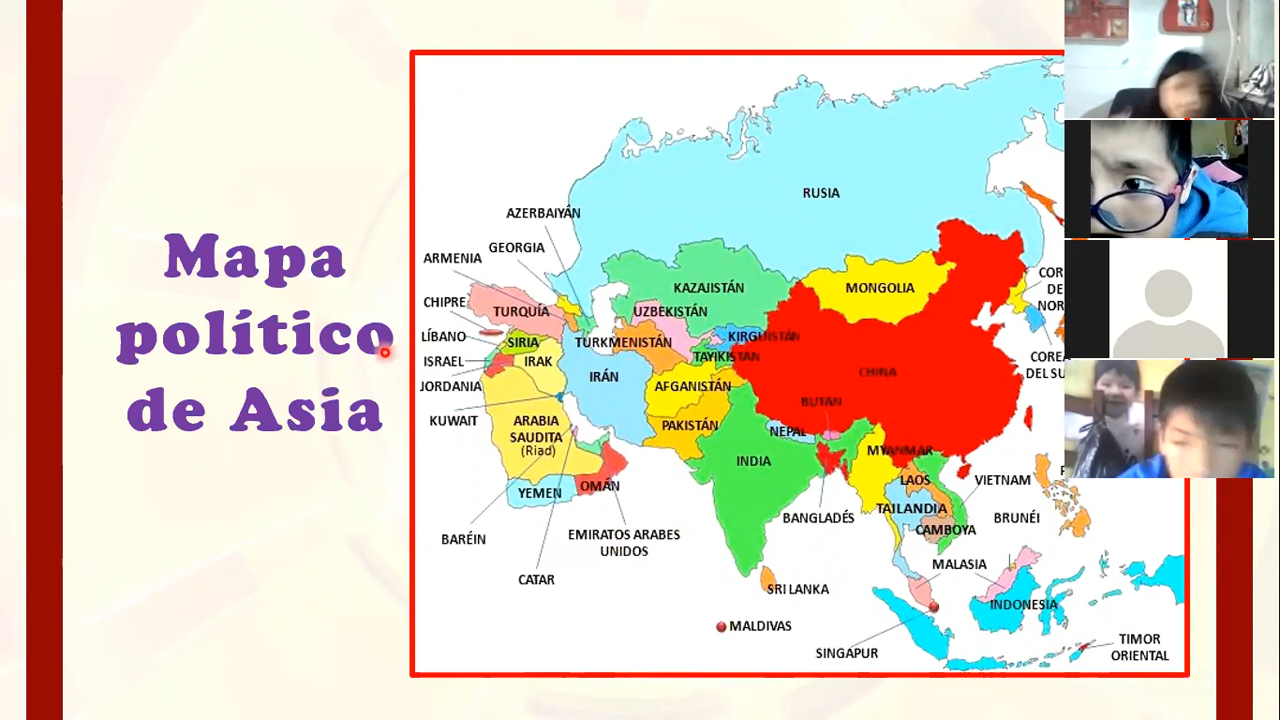 Mapa
político
de Asia
RUSIA
AZERBAIYÁN
GEORGIA
ARMENIA
CHIPRE
TURQUÍA
LÍBANO
SIRIA
ISRAEL
IRAK
JORDANIA
KUWAIT
ARABIA
SAUDITA
(Riad)
YEMEN
OMÁN
BARÉIN
CATAR
EMIRATOS ARABES
UNIDOS
IRÁN
KAZAJISTÁN
UZBEKISTÁN
TURKMENISTÁN
KIRGUISTÁN
TAYIKISTAN
AFGANISTÁN
PAKISTÁN
MONGOLIA
CHINA
BUTAN
NEPAL
INDIA
MYANMAR
LAOS
VIETNAM
TAILANDIA
CAMBOYA
BANGLADÉS
BRUNÉI
MALASIA
SRI LANKA
MALDIVAS
INDONESIA
SINGAPUR
TIMOR
ORIENTAL
COREA
DEL SU